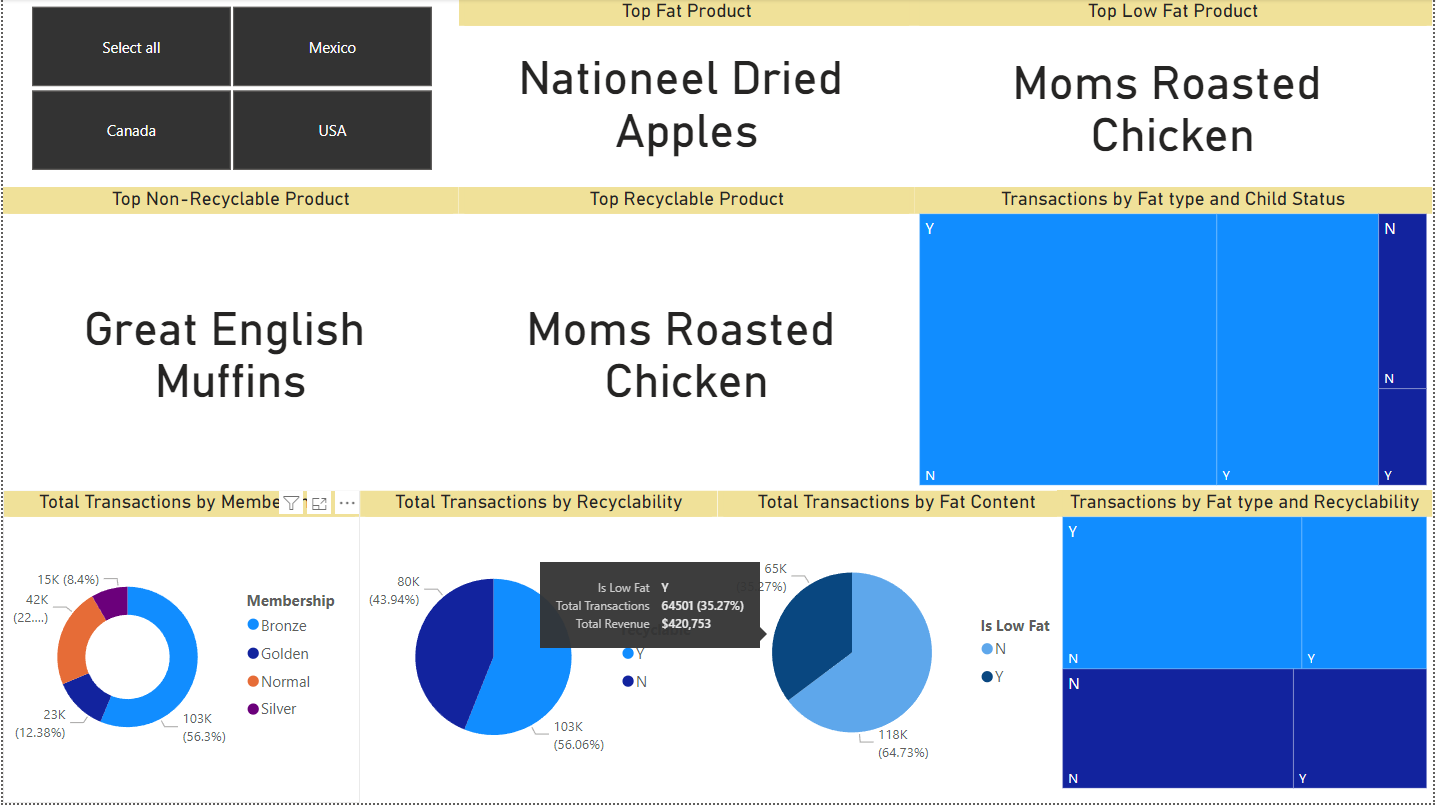 Select all
Mexico
Canada
USA
Top Fat Product
Nationeel Dried
Apples
Top Low Fat Product
Moms Roasted
Chicken
Top Non-Recyclable Product
Great English
Muffins
Top Recyclable Product
Moms Roasted
Chicken
Transactions by Fat type and Child Status
Y
N
Y
N
N
Y
Total Transactions by Membe
15K (8.4%)
42K
(22....)
23K
(12.38%)
103K
(56.3%)
Membership
Bronze
Golden
Normal
Silver
Total Transactions by Recyclability
80K
(43.94%)
103K
(56.06%)
Y
N
Is Low Fat Y
Total Transactions 64501 (35.27%)
Total Revenue $420,753
Total Transactions by Fat Content
65K
118K
(64.73%)
Is Low Fat
N
Y
Transactions by Fat type and Recyclability
Y
N
Y
N
N
Y